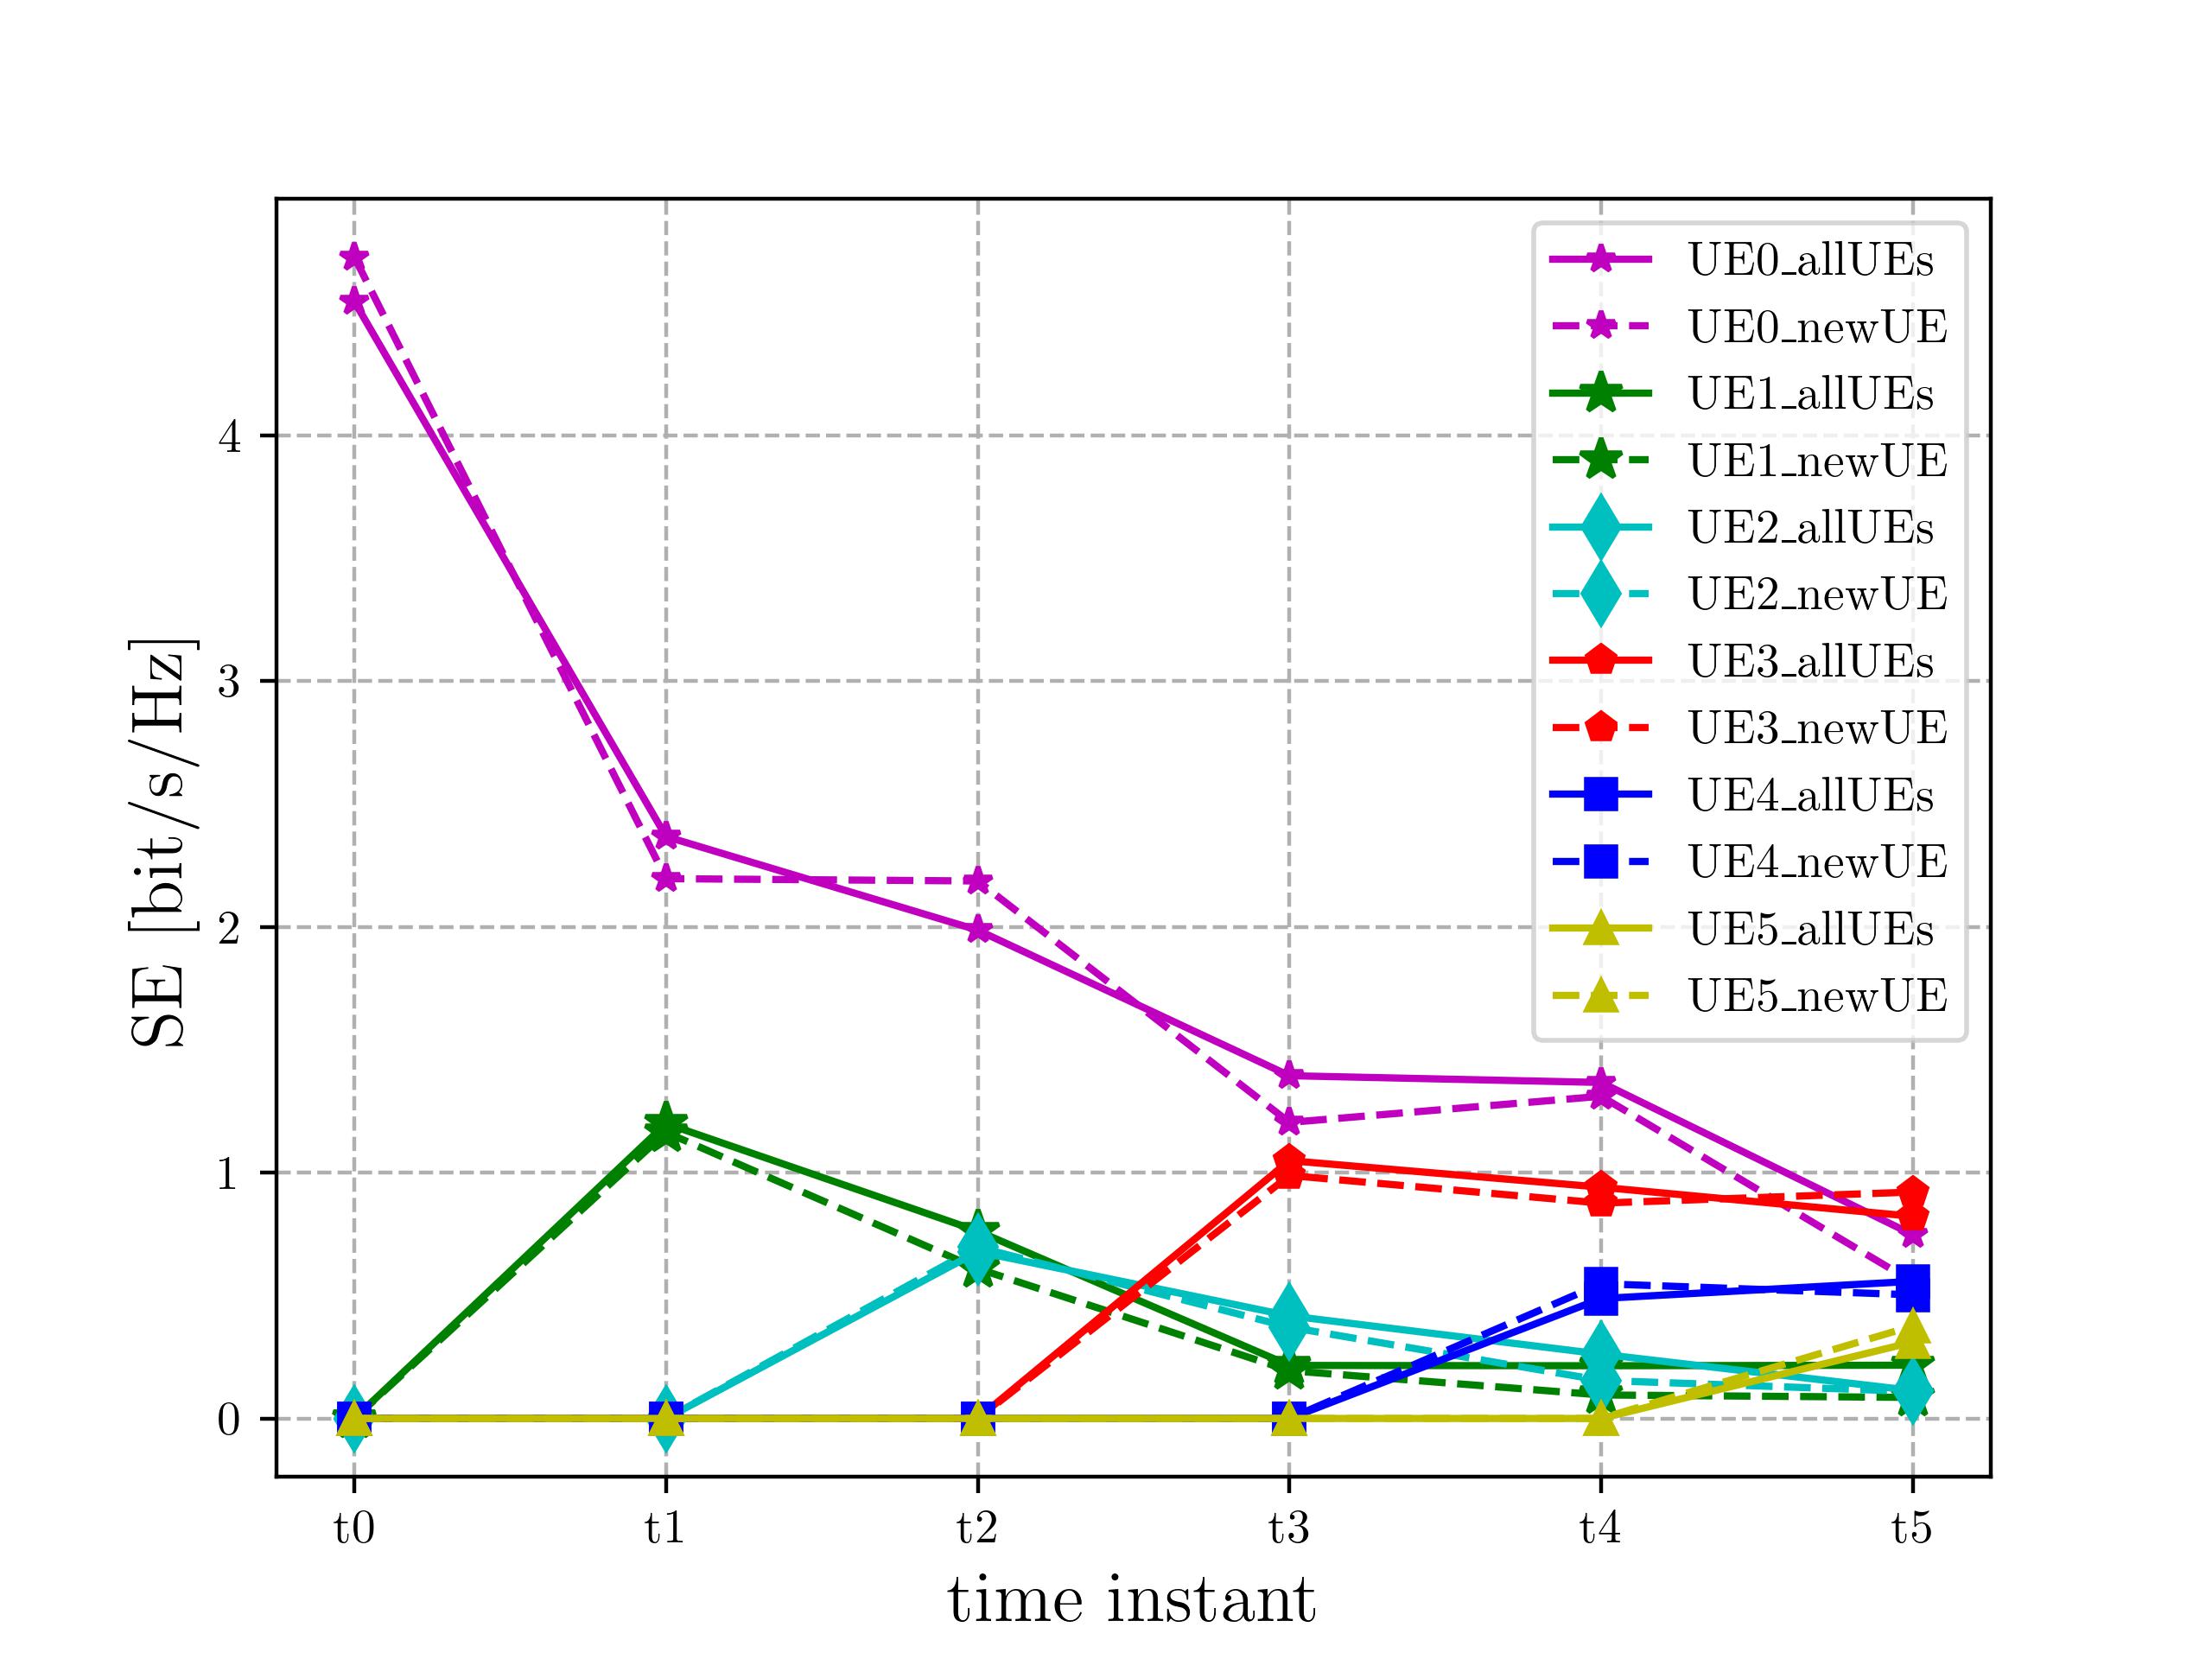 UE0_allUEs
UE0_newUE
UE1_allUEs
UE1_newUE
UE2_allUEs
UE2_newUE
UE3_allUEs
UE3_newUE
UE4_allUEs
UE4_newUE
UE5_allUEs
UE5_newUE
SE [bit/s/Hz]
4
3
2
1
0
t0 t1 t2 t3 t4 t5
time instant